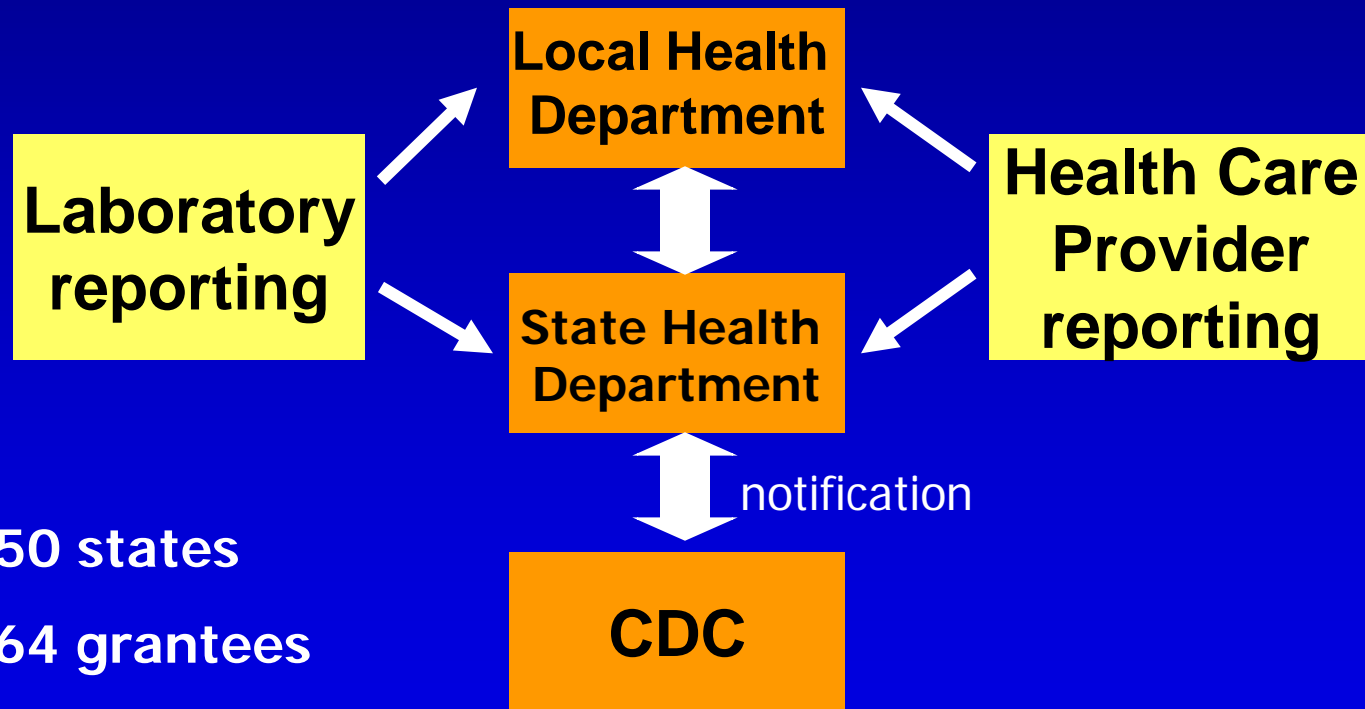 Local Health
Department
Laboratory
reporting
Health Care
Provider
reporting
State Health
Department
notification
50 states
64 grantees
CDC